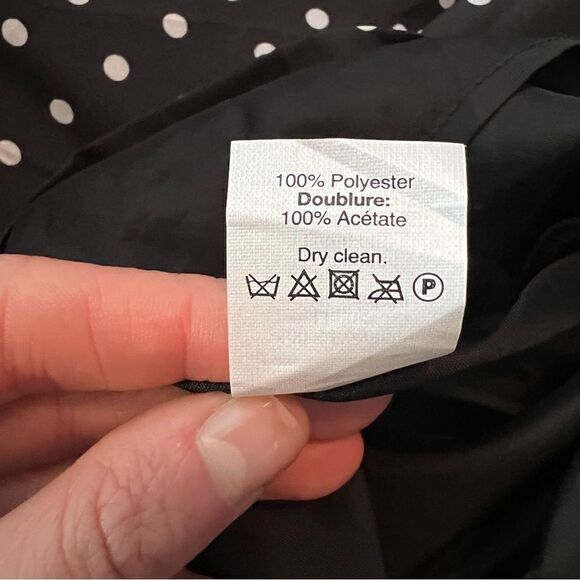 100% Polyester
Doublure:
100% Acétate
Dry clean.
P